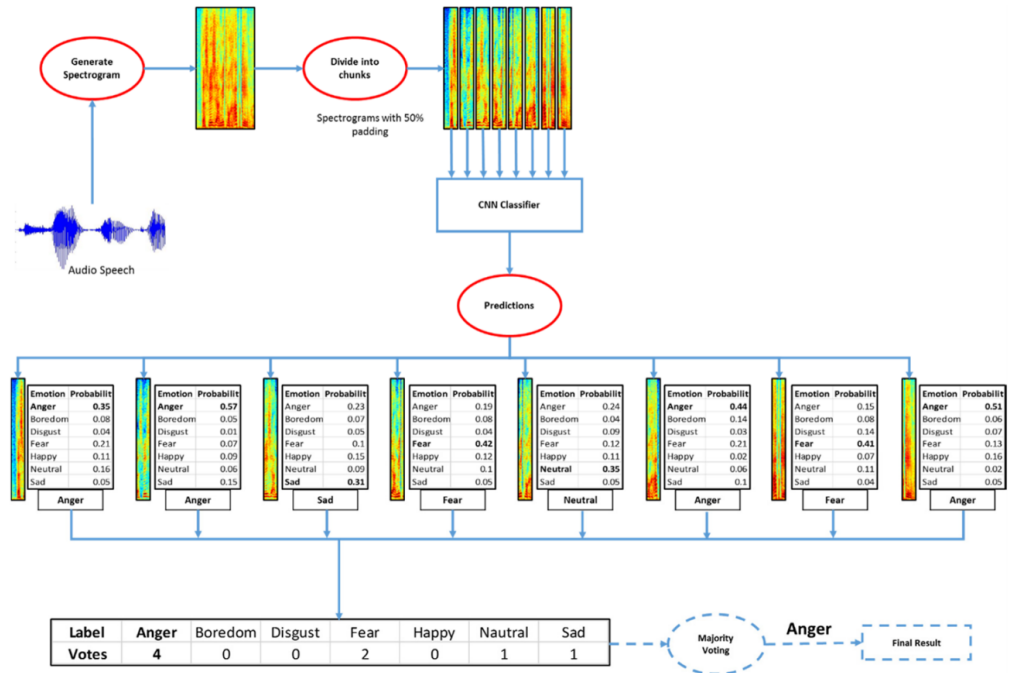 Generate
Spectrogram
Divide into
chunks
Spectrograms with 50%
padding
CNN Classifier
Audio Speech
Predictions
Emotion Probabilit
Anger 0.35
Boredom 0.08
Disgust 0.04
Fear 0.21
Happy 0.11
Neutral 0.16
Sad 0.05
Anger
Emotion Probabilit
Anger 0.57
Boredom 0.05
Disgust 0.01
Fear 0.07
Happy 0.09
Neutral 0.06
Sad 0.15
Anger
Emotion Probabilit
Anger 0.23
Boredom 0.07
Disgust 0.05
Fear 0.1
Happy 0.15
Neutral 0.09
Sad 0.31
Sad
Emotion Probabilit
Anger 0.19
Boredom 0.08
Disgust 0.04
Fear 0.42
Happy 0.12
Neutral 0.1
Sad 0.05
Fear
Emotion Probabilit
Anger 0.24
Boredom 0.04
Disgust 0.09
Fear 0.12
Happy 0.11
Neutral 0.35
Sad 0.05
Neutral
Emotion Probabilit
Anger 0.44
Boredom 0.14
Disgust 0.03
Fear 0.21
Happy 0.02
Neutral 0.06
Sad 0.1
Anger
Emotion Probabilit
Anger 0.15
Boredom 0.08
Disgust 0.14
Fear 0.41
Happy 0.07
Neutral 0.11
Sad 0.04
Fear
Emotion Probabilit
Anger 0.51
Boredom 0.06
Disgust 0.07
Fear 0.13
Happy 0.16
Neutral 0.02
Sad 0.05
Anger
Label Anger Boredom Disgust Fear Happy Nautral Sad
Votes 4 0 0 2 0 1 1
Majority
Voting
Anger
Final Result